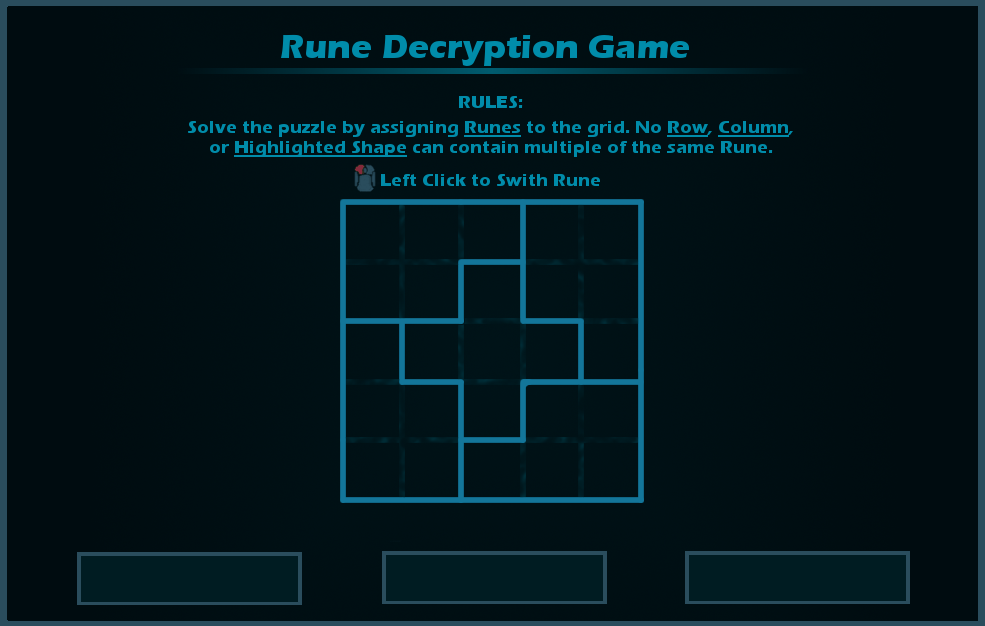 Rune Decryption Game
RULES:
Solve the puzzle by assigning Runes to the grid. No Row, Column,
or Highlighted Shape can contain multiple of the same Rune.
Left Click to Swith Rune